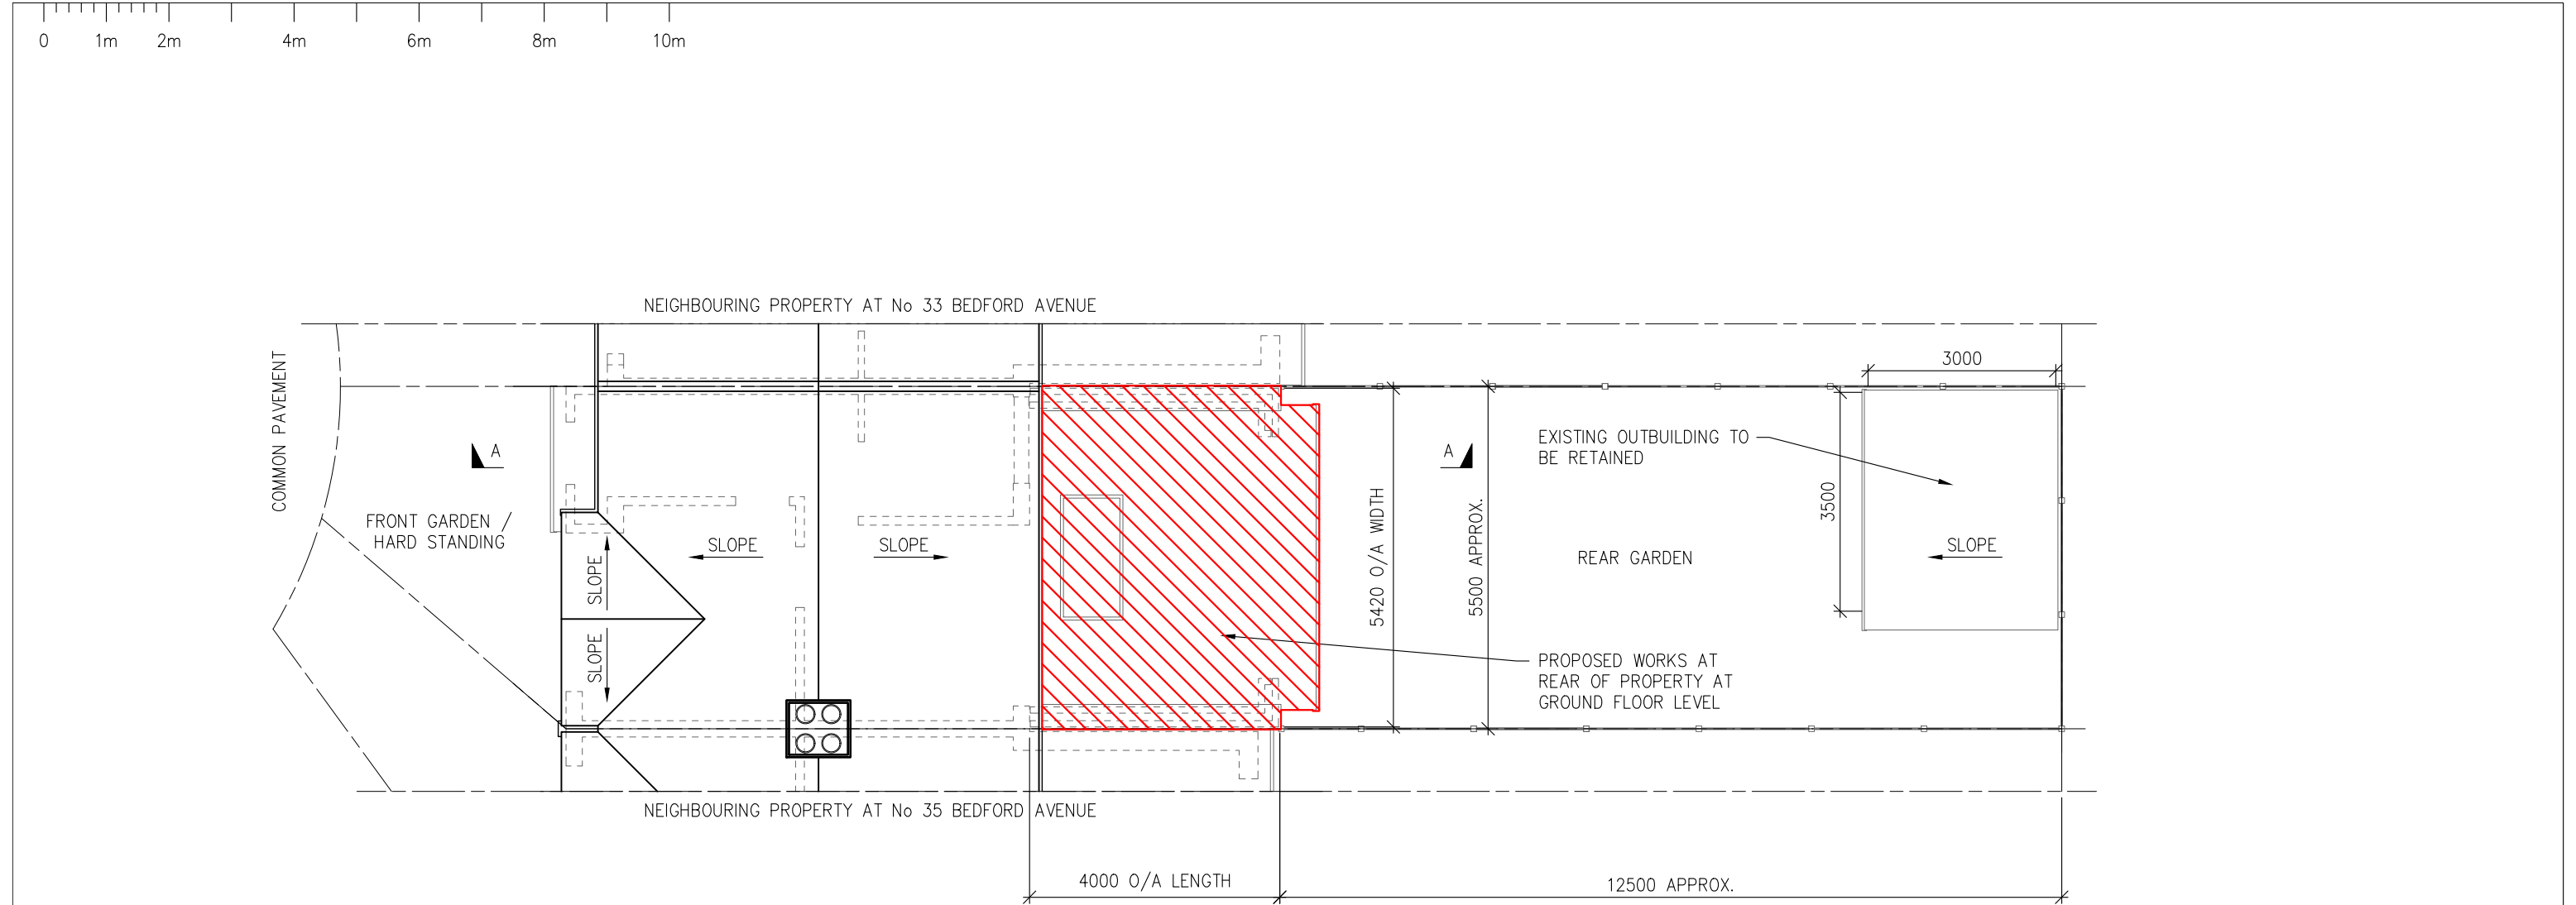 0 1m 2m 4m 6m 8m 10m
NEIGHBOURING PROPERTY AT No 33 BEDFORD AVENUE
COMMON PAVEMENT
3000
A
A
EXISTING OUTBUILDING TO
BE RETAINED
3500
FRONT GARDEN /
HARD STANDING
SLOPE
SLOPE
SLOPE
SLOPE
5420 O/A WIDTH
5500 APPROX.
REAR GARDEN
SLOPE
PROPOSED WORKS AT
REAR OF PROPERTY AT
GROUND FLOOR LEVEL
NEIGHBOURING PROPERTY AT No 35 BEDFORD AVENUE
4000 O/A LENGTH
12500 APPROX.